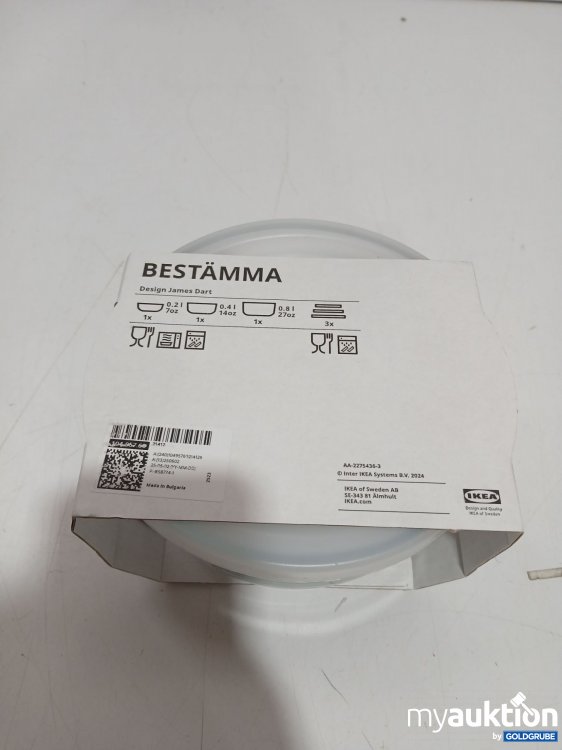 BESTÄMMA
Design James Dart
0.2 l 7oz
0.4 l 14oz
0.8 l 27oz
1x 1x 1x 3x
AA-2275436-3
© Inter IKEA Systems B.V. 2024
IKEA of Sweden AB
SE-343 81 Älmhult
IKEA.com
IKEA
Design and Quality
IKEA of Sweden
Made in Bulgaria
myauktion
by GOLDGRUBE